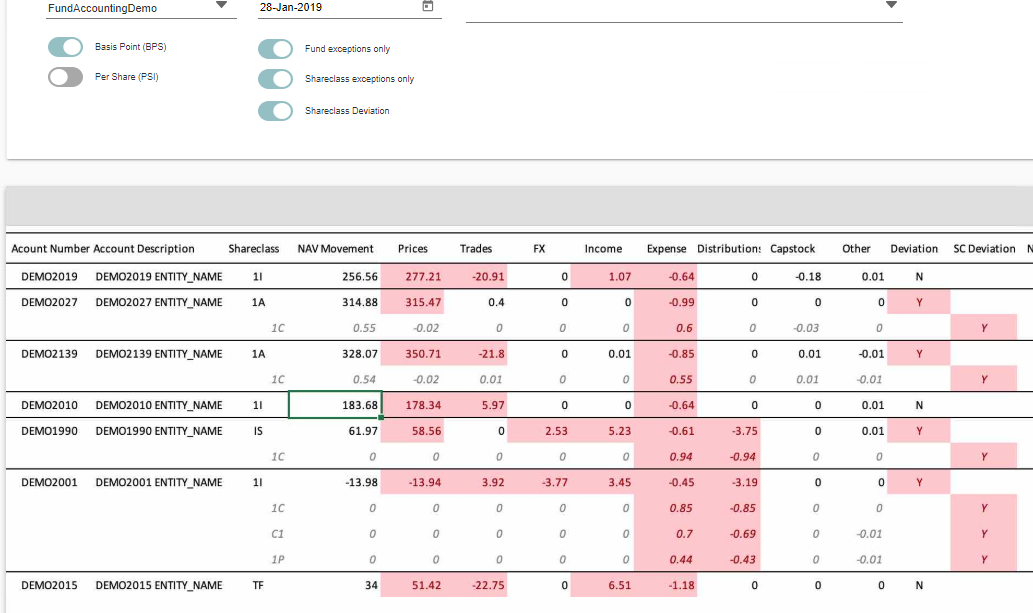 FundAccountingDemo 28-Jan-2019
Basis Point (BPS) Fund exceptions only
Per Share (PSI) Shareclass exceptions only
Shareclass Deviation
Acount Number Account Description Shareclass NAV Movement Prices Trades FX Income Expense Distributions Capstock Other Deviation SC Deviation N
DEMO2019 DEMO2019 ENTITY_NAME 1I 256.56 277.21 -20.91 0 1.07 -0.64 0 -0.18 0.01 N
DEMO2027 DEMO2027 ENTITY_NAME 1A 314.88 315.47 0.4 0 0 -0.99 0 0 0 Y
1C 0.55 -0.02 0 0 0 0.6 0 -0.03 0 Y
DEMO2139 DEMO2139 ENTITY_NAME 1A 328.07 350.71 -21.8 0 0.01 -0.85 0 0.01 -0.01 Y
1C 0.54 -0.02 0.01 0 0 0.55 0 0.01 -0.01 Y
DEMO2010 DEMO2010 ENTITY_NAME 1I 183.68 178.34 5.97 0 0 -0.64 0 0 0.01 N
DEMO1990 DEMO1990 ENTITY_NAME IS 61.97 58.56 0 2.53 5.23 -0.61 -3.75 0 0.01 Y
1C 0 0 0 0 0 0.94 -0.94 0 0 Y
DEMO2001 DEMO2001 ENTITY_NAME 1I -13.98 -13.94 3.92 -3.77 3.45 -0.45 -3.19 0 0 Y
1C 0 0 0 0 0 0.85 -0.85 0 0 Y
C1 0 0 0 0 0 0.7 -0.69 0 -0.01 Y
1P 0 0 0 0 0 0.44 -0.43 0 -0.01 Y
DEMO2015 DEMO2015 ENTITY_NAME TF 34 51.42 -22.75 0 6.51 -1.18 0 0 0 N